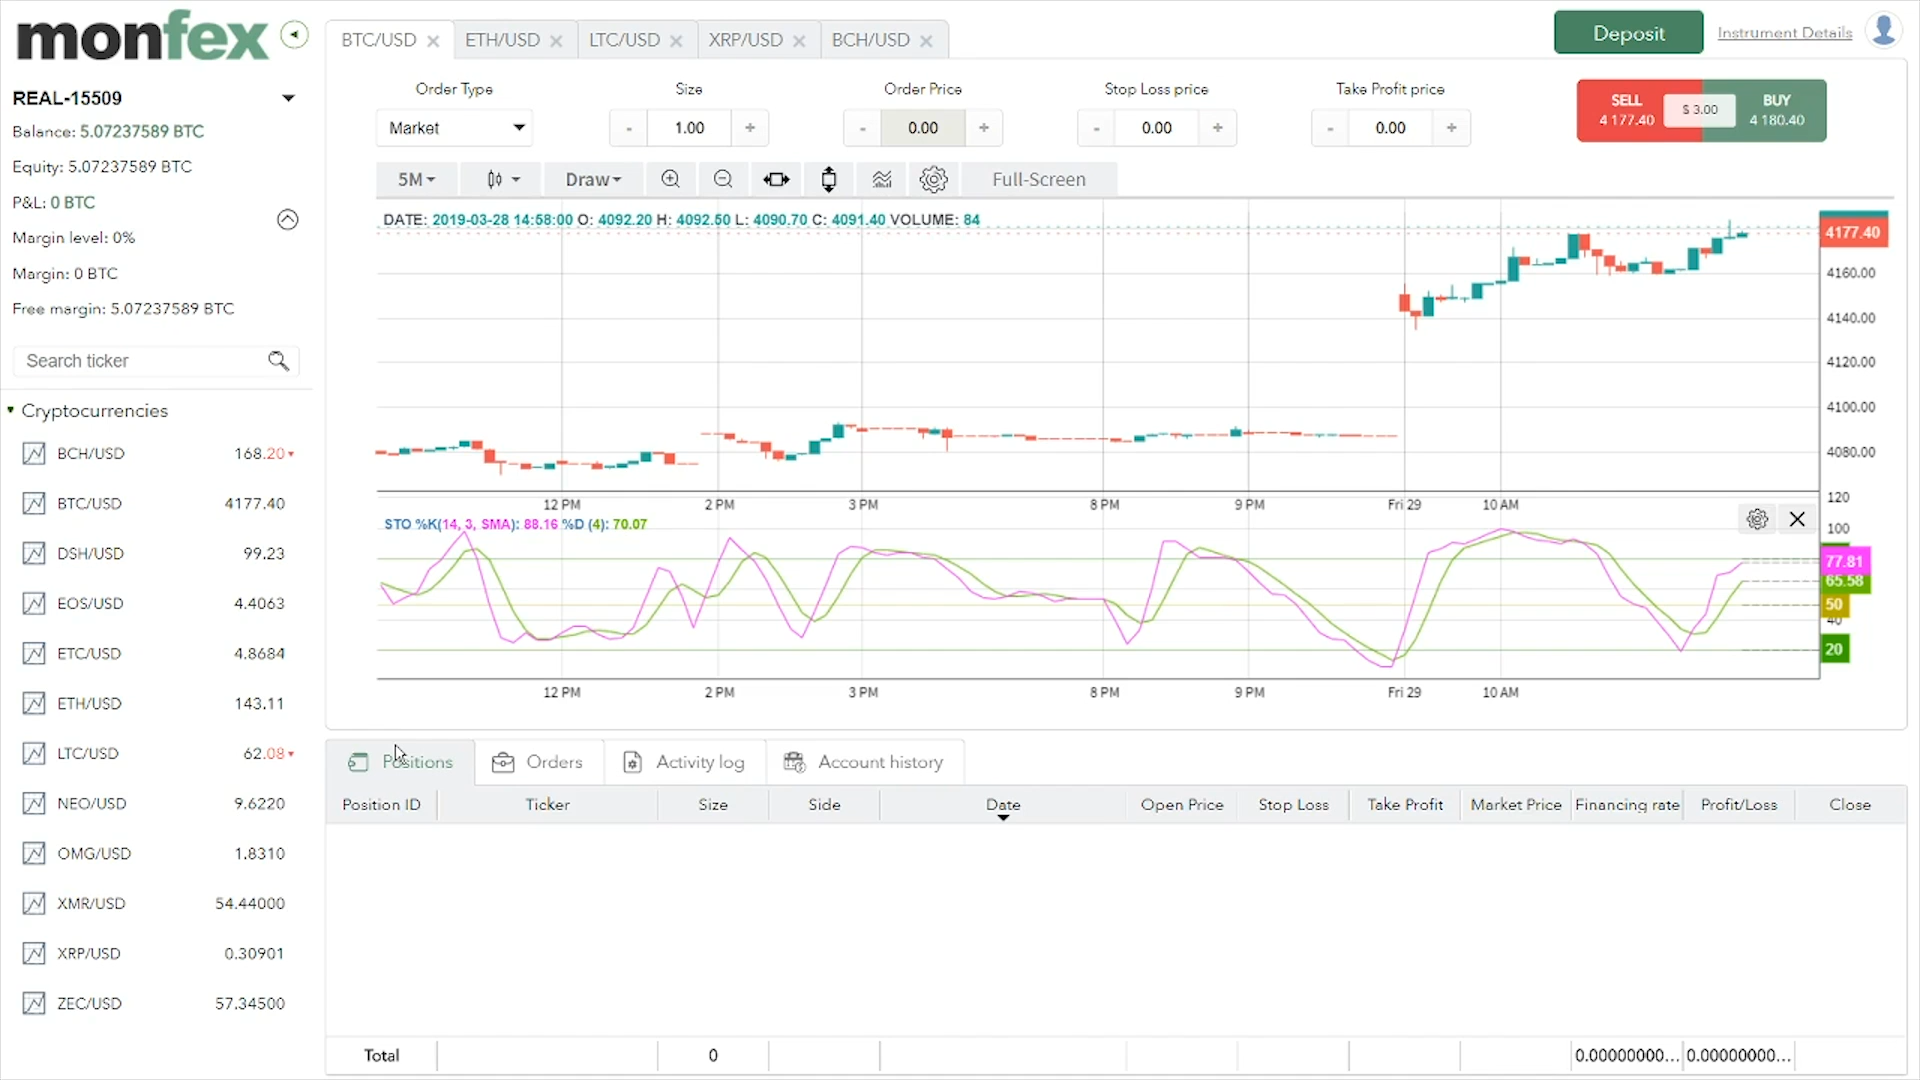 monfex
BTC/USD
ETH/USD
LTC/USD
XRP/USD
BCH/USD
Deposit
Instrument Details
REAL-15509
Balance: 5.07237589 BTC
Equity: 5.07237589 BTC
P&L: 0 BTC
Margin level: 0%
Margin: 0 BTC
Free margin: 5.07237589 BTC
Search ticker
Cryptocurrencies
BCH/USD 168.20
BTC/USD 4177.40
DSH/USD 99.23
EOS/USD 4.4063
ETC/USD 4.8684
ETH/USD 143.11
LTC/USD 62.08
NEO/USD 9.6220
OMG/USD 1.8310
XMR/USD 54.44000
XRP/USD 0.30901
ZEC/USD 57.34500
Order Type Size Order Price Stop Loss price Take Profit price
Market - 1.00 + - 0.00 + - 0.00 + - 0.00 +
SELL 4 177.40
$ 3.00
BUY 4 180.40
5M Draw Full-Screen
DATE: 2019-03-28 14:58:00 O: 4092.20 H: 4092.50 L: 4090.70 C: 4091.40 VOLUME: 84
4177.40
4160.00
4140.00
4120.00
4100.00
4080.00
12 PM 2 PM 3 PM 8 PM 9 PM Fri 29 10 AM
STO %K(14, 3, SMA): 88.16 %D (4): 70.07
120
100
77.81
65.58
50
40
20
12 PM 2 PM 3 PM 8 PM 9 PM Fri 29 10 AM
Positions Orders Activity log Account history
Position ID Ticker Size Side Date Open Price Stop Loss Take Profit Market Price Financing rate Profit/Loss Close
Total 0 0.00000000... 0.00000000...